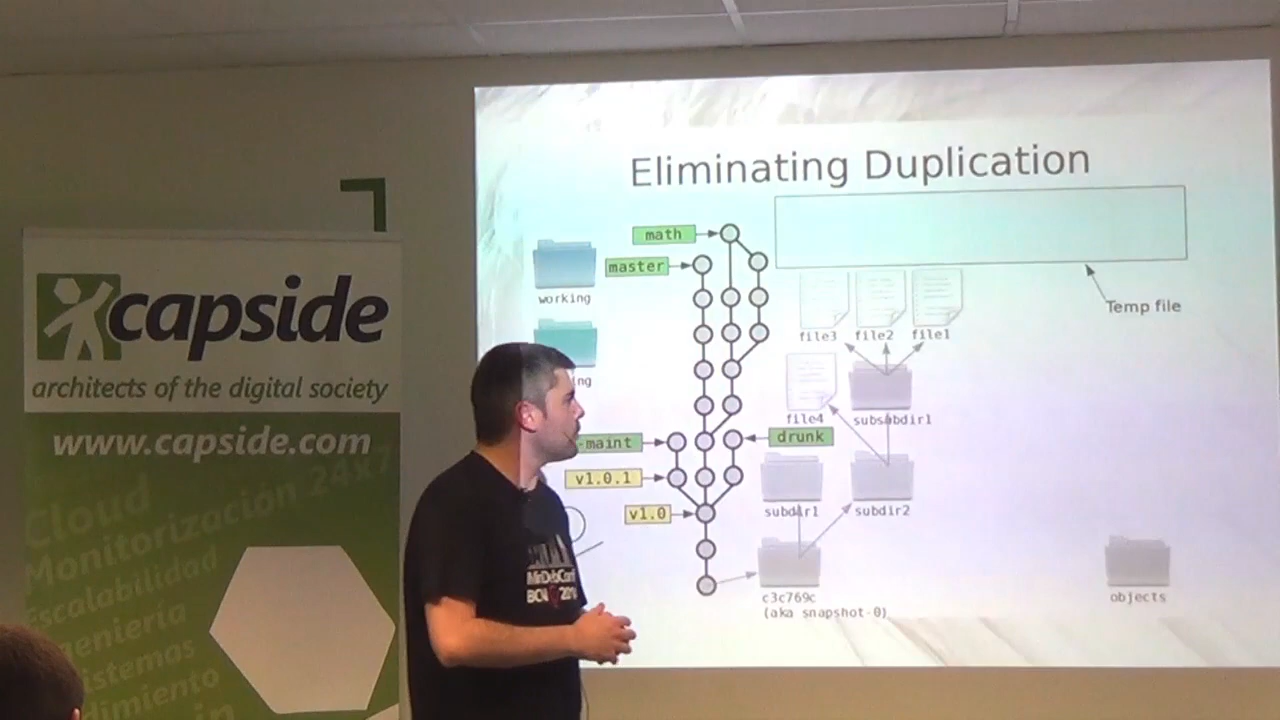 capside
architects of the digital society
www.capside.com
Cloud
Monitorización 24x7
Escalabilidad
Eliminating Duplication
math
master
working
Temp file
file3
file2
file1
file4
subsubdir1
-maint
drunk
v1.0.1
v1.0
subdir1
subdir2
c3c769c
(aka snapshot-0)
objects
MiniDebConf